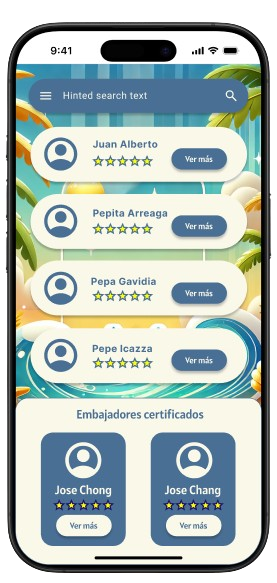 9:41
Hinted search text
Juan Alberto
Ver más
Pepita Arreaga
Ver más
Pepa Gavidia
Ver más
Pepe Icazza
Ver más
Embajadores certificados
Jose Chong
Jose Chang
Ver más
Ver más